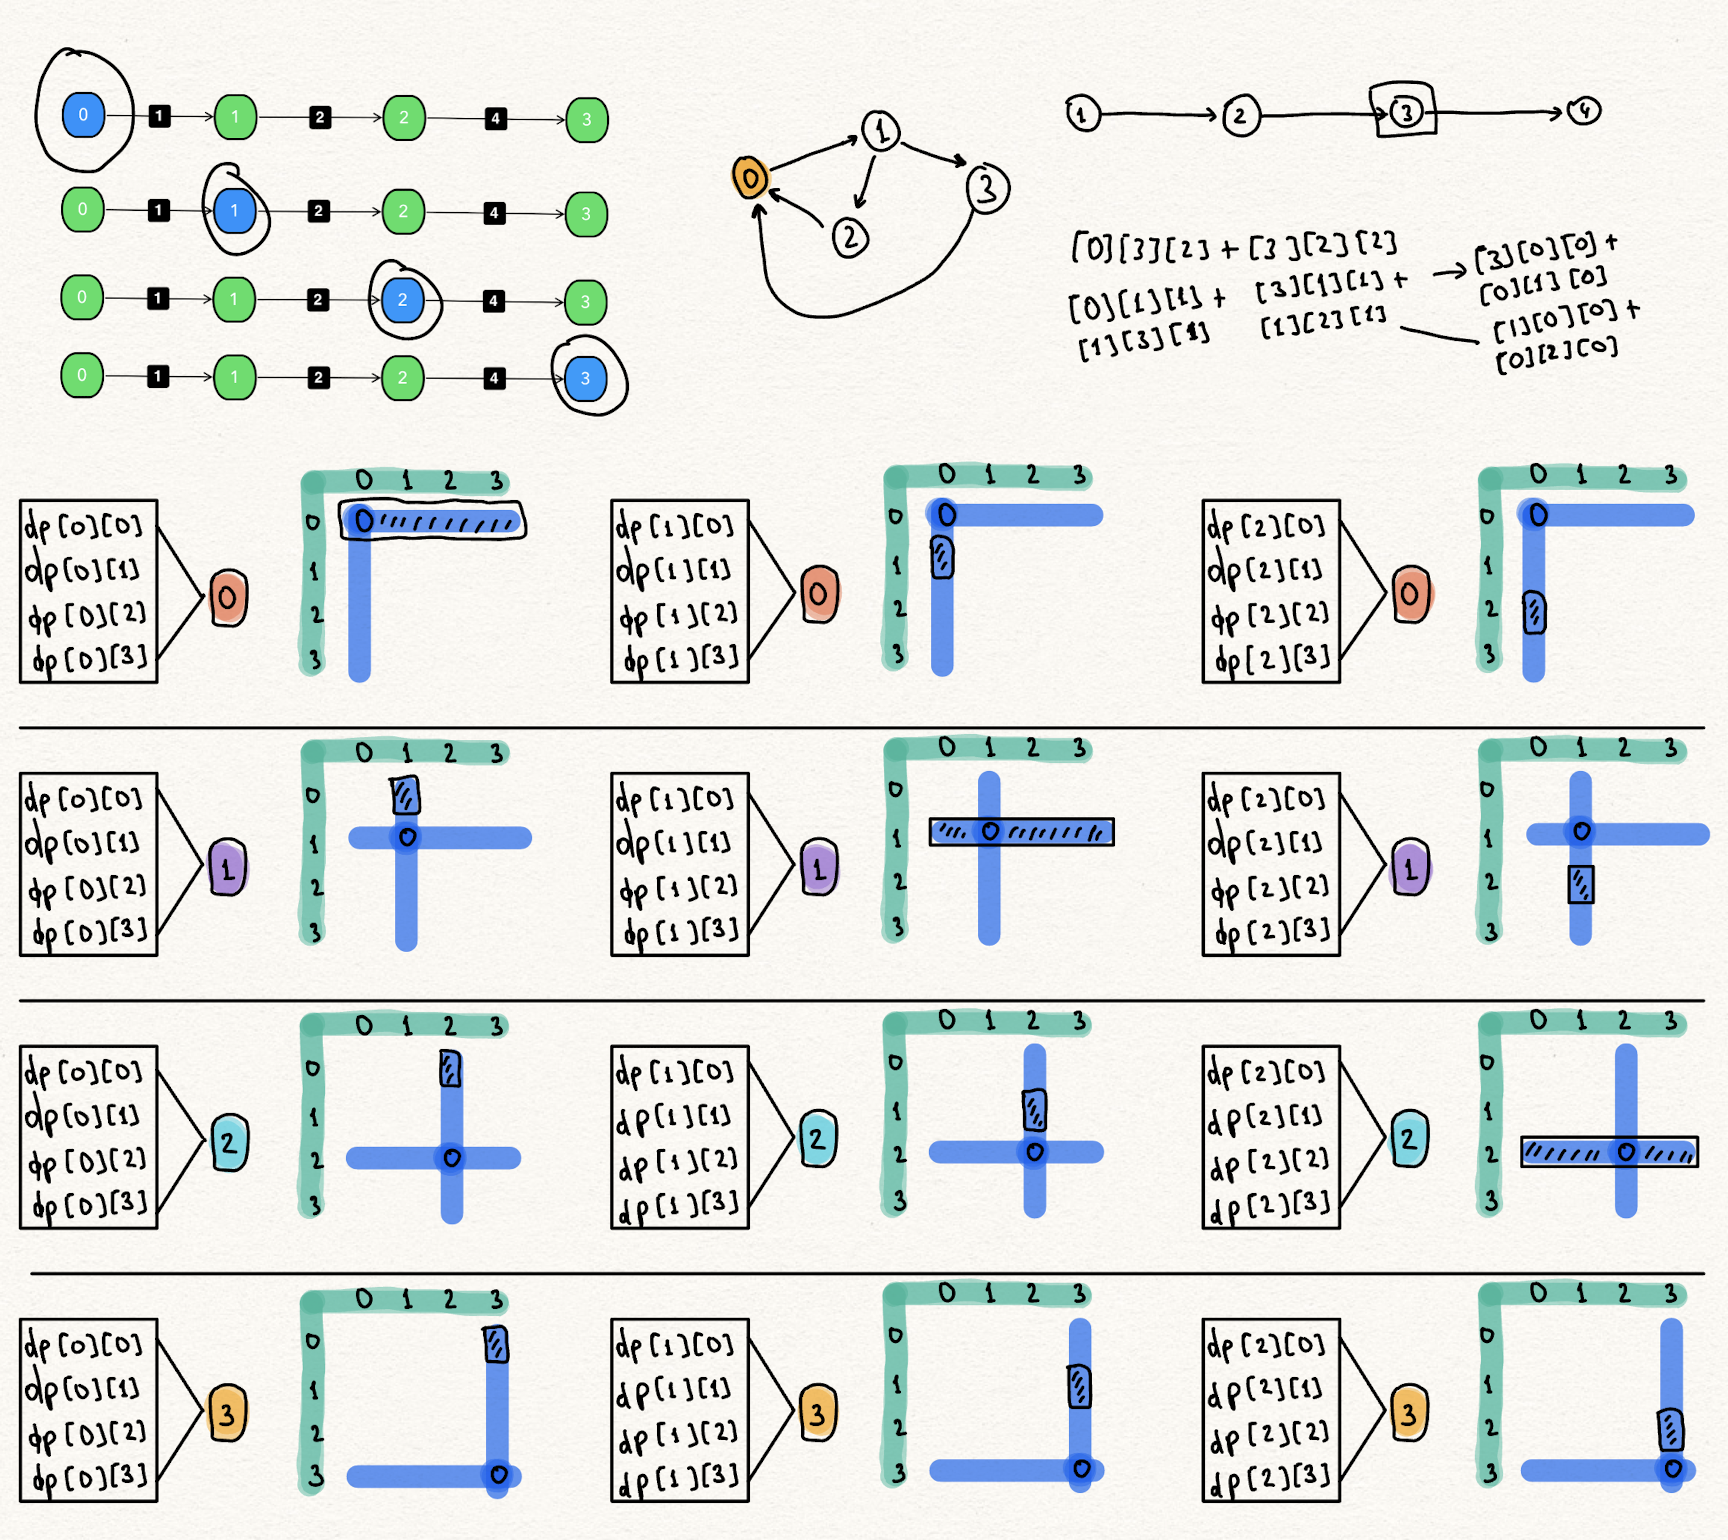 0 1 1 2 2 4 3
0 1 1 2 2 4 3
0 1 1 2 2 4 3
0 1 1 2 2 4 3
1
0
3
2
1 2 3 4
[0][3][2] + [3][2][2]
[0][1][1] + [3][1][1] +
[1][3][1] [1][2][1]
[3][0][0] +
[0][1][0]
[1][0][0] +
[0][2][0]
dp[0][0]
dp[0][1]
dp[0][2]
dp[0][3]
0
0 1 2 3
0 0
1
2
3
dp[1][0]
dp[1][1]
dp[1][2]
dp[1][3]
0
0 1 2 3
0 0
1
2
3
dp[2][0]
dp[2][1]
dp[2][2]
dp[2][3]
0
0 1 2 3
0 0
1
2
3
dp[0][0]
dp[0][1]
dp[0][2]
dp[0][3]
1
0 1 2 3
0
1 0
2
3
dp[1][0]
dp[1][1]
dp[1][2]
dp[1][3]
1
0 1 2 3
0
1 0
2
3
dp[2][0]
dp[2][1]
dp[2][2]
dp[2][3]
1
0 1 2 3
0
1 0
2
3
dp[0][0]
dp[0][1]
dp[0][2]
dp[0][3]
2
0 1 2 3
0
1
2 0
3
dp[1][0]
dp[1][1]
dp[1][2]
dp[1][3]
2
0 1 2 3
0
1
2 0
3
dp[2][0]
dp[2][1]
dp[2][2]
dp[2][3]
2
0 1 2 3
0
1
2 0
3
dp[0][0]
dp[0][1]
dp[0][2]
dp[0][3]
3
0 1 2 3
0
1
2
3 0
dp[1][0]
dp[1][1]
dp[1][2]
dp[1][3]
3
0 1 2 3
0
1
2
3 0
dp[2][0]
dp[2][1]
dp[2][2]
dp[2][3]
3
0 1 2 3
0
1
2
3 0